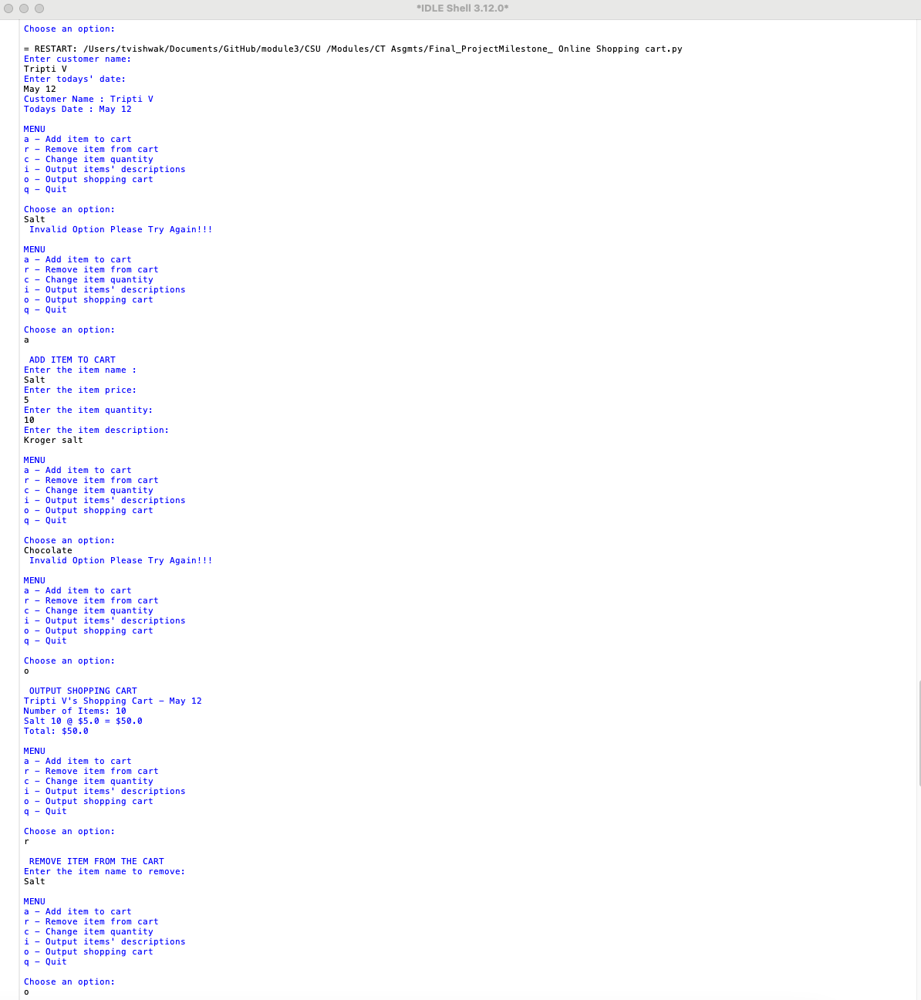 *IDLE Shell 3.12.0*
Choose an option:
= RESTART: /Users/tvishwak/Documents/GitHub/module3/CSU /Modules/CT Asgmts/Final_ProjectMilestone_ Online Shopping cart.py
Enter customer name:
Tripti V
Enter todays' date:
May 12
Customer Name : Tripti V
Todays Date : May 12
MENU
a – Add item to cart
r – Remove item from cart
c – Change item quantity
i – Output items' descriptions
o – Output shopping cart
q – Quit
Choose an option:
Salt
Invalid Option Please Try Again!!!
MENU
a – Add item to cart
r – Remove item from cart
c – Change item quantity
i – Output items' descriptions
o – Output shopping cart
q – Quit
Choose an option:
a
ADD ITEM TO CART
Enter the item name :
Salt
Enter the item price:
5
Enter the item quantity:
10
Enter the item description:
Kroger salt
MENU
a – Add item to cart
r – Remove item from cart
c – Change item quantity
i – Output items' descriptions
o – Output shopping cart
q – Quit
Choose an option:
Chocolate
Invalid Option Please Try Again!!!
MENU
a – Add item to cart
r – Remove item from cart
c – Change item quantity
i – Output items' descriptions
o – Output shopping cart
q – Quit
Choose an option:
o
OUTPUT SHOPPING CART
Tripti V's Shopping Cart – May 12
Number of Items: 10
Salt 10 @ $5.0 = $50.0
Total: $50.0
MENU
a – Add item to cart
r – Remove item from cart
c – Change item quantity
i – Output items' descriptions
o – Output shopping cart
q – Quit
Choose an option:
r
REMOVE ITEM FROM THE CART
Enter the item name to remove:
Salt
MENU
a – Add item to cart
r – Remove item from cart
c – Change item quantity
i – Output items' descriptions
o – Output shopping cart
q – Quit
Choose an option:
o